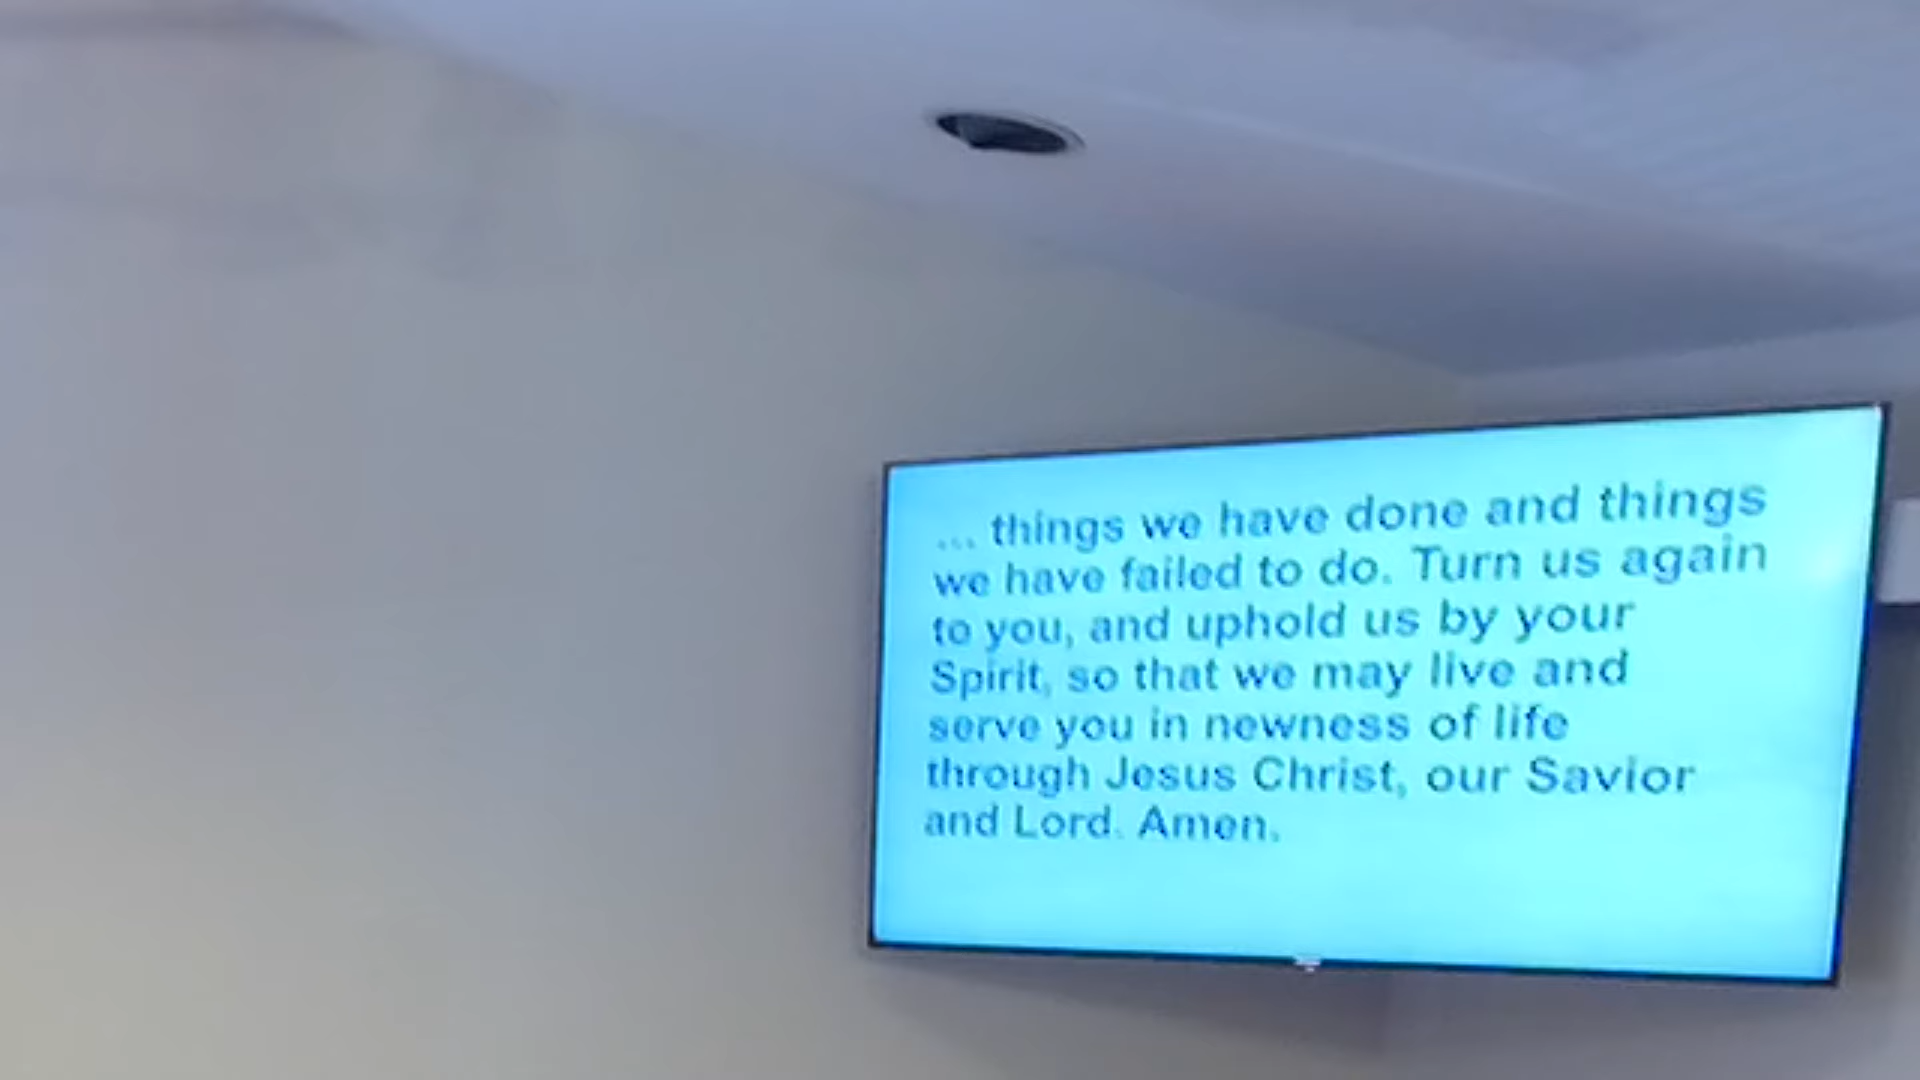 ... things we have done and things
we have failed to do. Turn us again
to you, and uphold us by your
Spirit, so that we may live and
serve you in newness of life
through Jesus Christ, our Savior
and Lord. Amen.